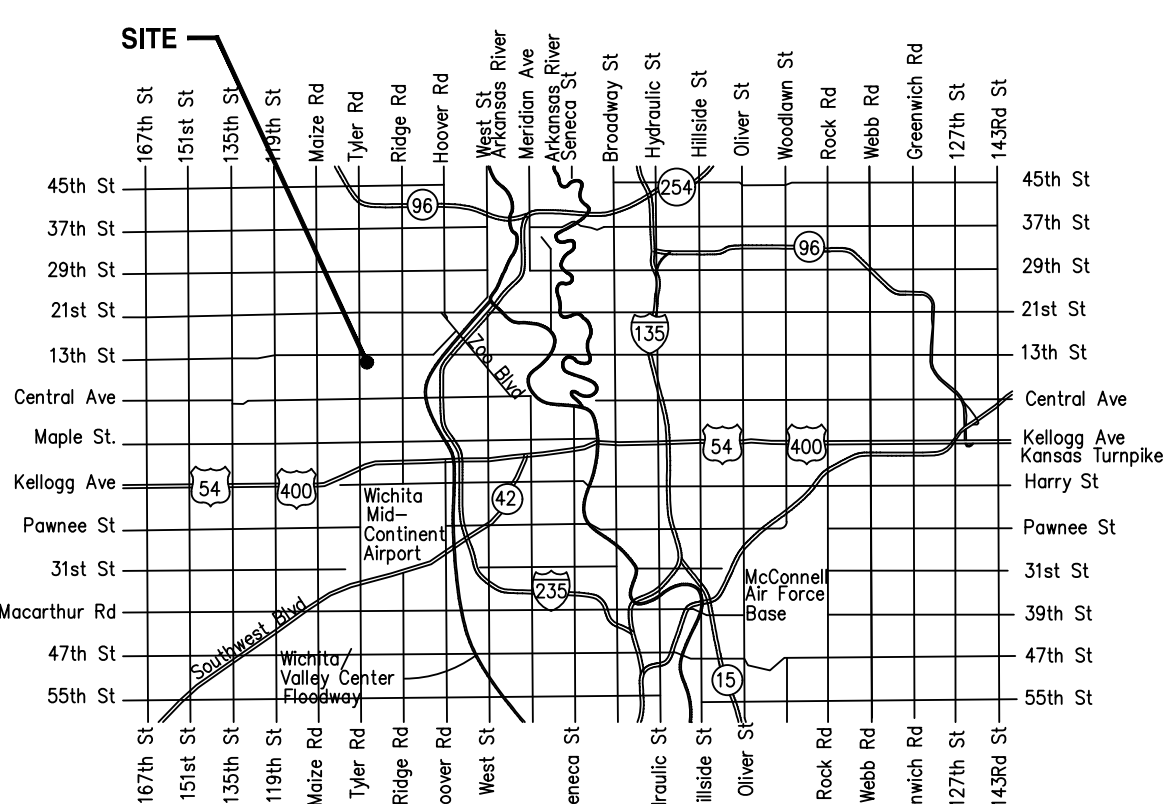 SITE
167th St
151st St
135th St
119th St
Maize Rd
Tyler Rd
Ridge Rd
Hoover Rd
West St
Arkansas River
Meridian Ave
Arkansas River
Seneca St
Broadway St
Hydraulic St
Hillside St
Oliver St
Woodlawn St
Rock Rd
Webb Rd
Greenwich Rd
127th St
143Rd St
45th St
45th St
254
96
37th St
37th St
96
29th St
29th St
21st St
21st St
135
13th St
Zoo Blvd
13th St
Central Ave
Central Ave
Maple St.
54
400
Kellogg Ave
Kansas Turnpike
Kellogg Ave
54
400
Harry St
Wichita
Mid-
Continent
Airport
42
Pawnee St
Pawnee St
31st St
31st St
235
McConnell
Air Force
Base
Macarthur Rd
39th St
Southwest Blvd
47th St
47th St
Wichita/
Valley Center
Floodway
15
55th St
55th St
167th St
151st St
135th St
119th St
Maize Rd
Tyler Rd
Ridge Rd
oover Rd
West St
eneca St
draulic St
illside St
Oliver St
Rock Rd
Webb Rd
nwich Rd
127th St
143Rd St